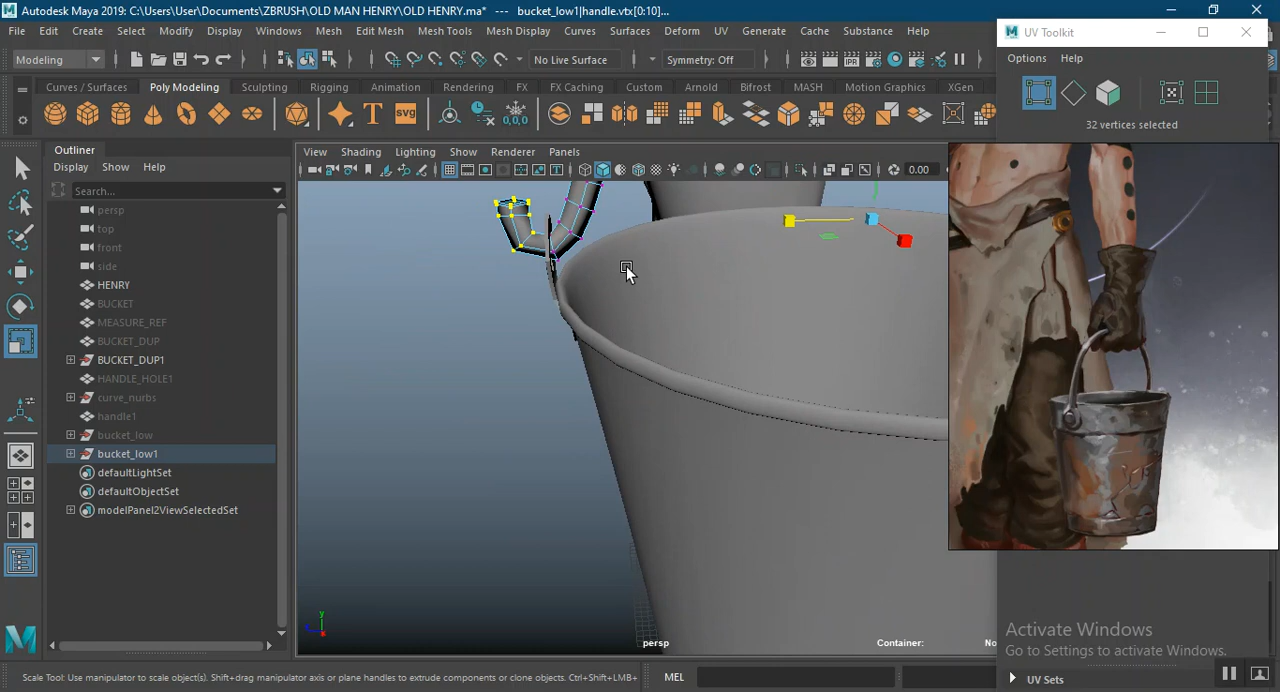 Autodesk Maya 2019: C:\Users\User\Documents\ZBRUSH\OLD MAN HENRY\OLD HENRY.ma* --- bucket_low1|handle.vtx[0:10]...
File Edit Create Select Modify Display Windows Mesh Edit Mesh Mesh Tools Mesh Display Curves Surfaces Deform UV Generate Cache Substance Help
Modeling No Live Surface Symmetry: Off
Curves / Surfaces Poly Modeling Sculpting Rigging Animation Rendering FX FX Caching Custom Arnold Bifrost MASH Motion Graphics XGen
T SVG 0,0,0
UV Toolkit
Options Help
32 vertices selected
Outliner
Display Show Help
Search...
persp
top
front
side
HENRY
BUCKET
MEASURE_REF
BUCKET_DUP
BUCKET_DUP1
HANDLE_HOLE1
curve_nurbs
handle1
bucket_low
bucket_low1
defaultLightSet
defaultObjectSet
modelPanel2ViewSelectedSet
View Shading Lighting Show Renderer Panels
0.00
y
persp
Container:
No
Activate Windows
Go to Settings to activate Windows.
UV Sets
Scale Tool: Use manipulator to scale object(s). Shift+drag manipulator axis or plane handles to extrude components or clone objects. Ctrl+Shift+LMB+
MEL